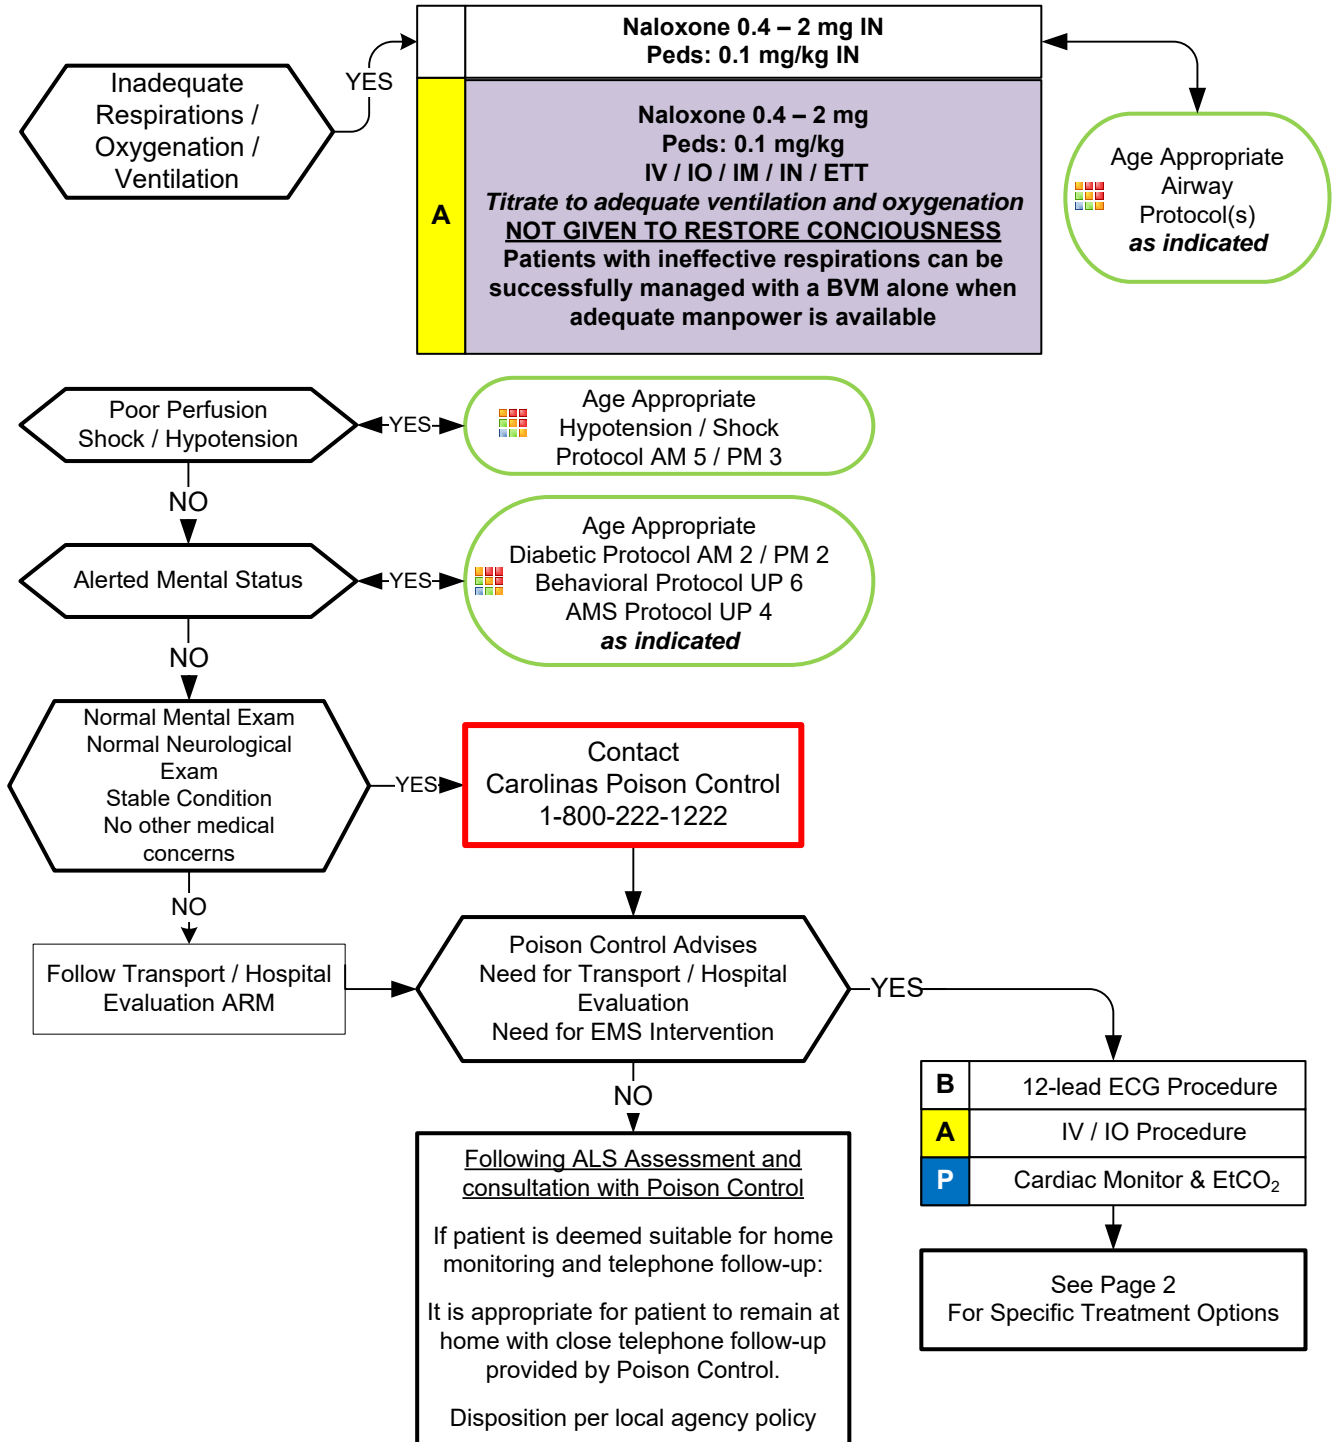 Inadequate
Respirations /
Oxygenation /
Ventilation
YES
Naloxone 0.4 – 2 mg IN
Peds: 0.1 mg/kg IN
A
Naloxone 0.4 – 2 mg
Peds: 0.1 mg/kg
IV / IO / IM / IN / ETT
Titrate to adequate ventilation and oxygenation
NOT GIVEN TO RESTORE CONCIOUSNESS
Patients with ineffective respirations can be
successfully managed with a BVM alone when
adequate manpower is available
Age Appropriate
Airway
Protocol(s)
as indicated
Poor Perfusion
Shock / Hypotension
YES
Age Appropriate
Hypotension / Shock
Protocol AM 5 / PM 3
NO
Alerted Mental Status
YES
Age Appropriate
Diabetic Protocol AM 2 / PM 2
Behavioral Protocol UP 6
AMS Protocol UP 4
as indicated
NO
Normal Mental Exam
Normal Neurological
Exam
Stable Condition
No other medical
concerns
YES
Contact
Carolinas Poison Control
1-800-222-1222
NO
Follow Transport / Hospital
Evaluation ARM
Poison Control Advises
Need for Transport / Hospital
Evaluation
Need for EMS Intervention
YES
B 12-lead ECG Procedure
A IV / IO Procedure
P Cardiac Monitor & EtCO₂
See Page 2
For Specific Treatment Options
NO
Following ALS Assessment and
consultation with Poison Control
If patient is deemed suitable for home
monitoring and telephone follow-up:
It is appropriate for patient to remain at
home with close telephone follow-up
provided by Poison Control.
Disposition per local agency policy